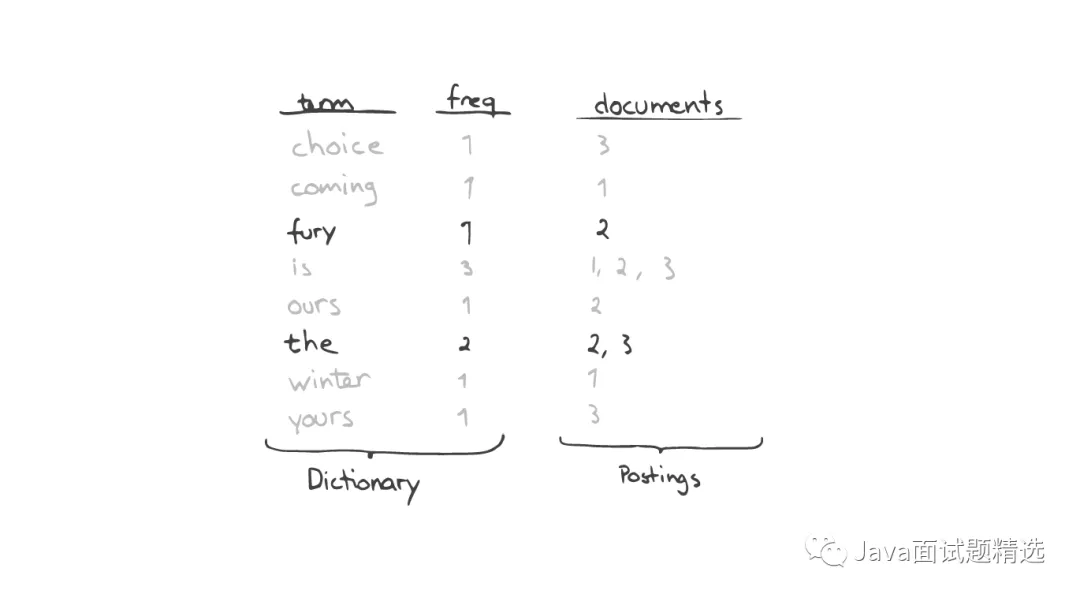 term freq documents
choice 1 3
coming 1 1
fury 1 2
is 3 1, 2, 3
ours 1 2
the 2 2, 3
winter 1 1
yours 1 3
Dictionary Postings
Java面试题精选